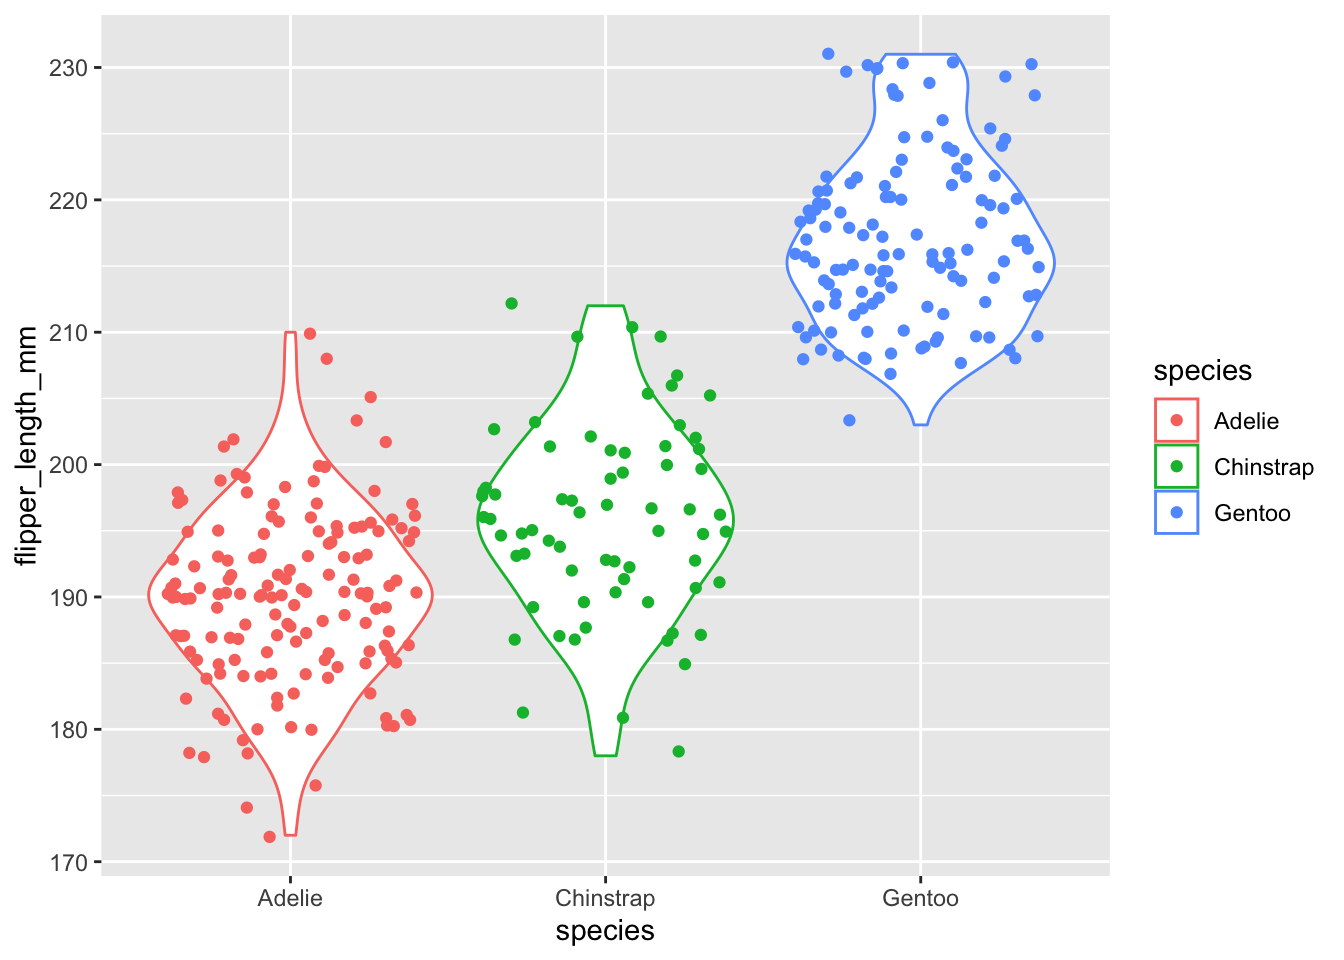 230
220
210
200
190
180
170
flipper_length_mm
Adelie
Chinstrap
Gentoo
species
species
Adelie
Chinstrap
Gentoo